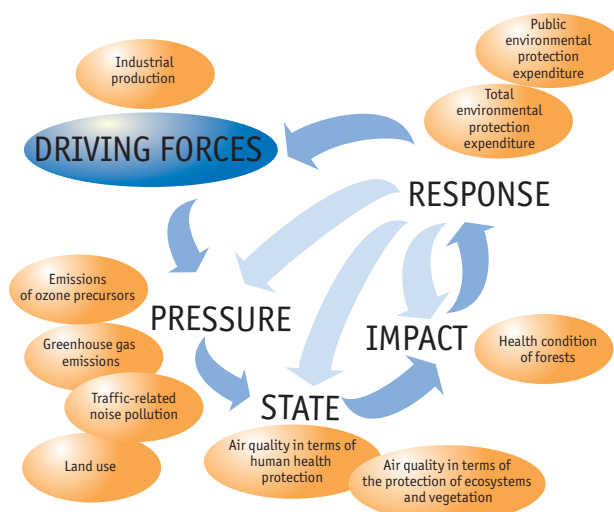 Public
environmental
protection
expenditure
Industrial
production
Total
environmental
protection
expenditure
DRIVING FORCES
RESPONSE
Emissions
of ozone precursors
PRESSURE
IMPACT
Greenhouse gas
emissions
Health condition
of forests
Traffic-related
noise pollution
STATE
Land use
Air quality in terms of
human health
protection
Air quality in terms of
the protection of ecosystems
and vegetation